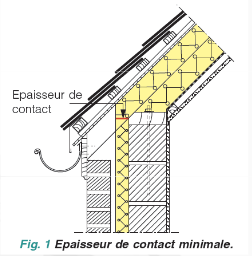 Epaisseur de
contact
Fig. 1 Epaisseur de contact minimale.